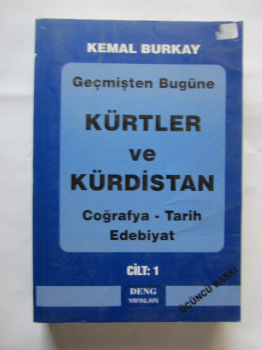 KEMAL BURKAY
Geçmişten Bugüne
KÜRTLER
ve
KÜRDİSTAN
Coğrafya - Tarih
Edebiyat
CİLT: 1
DENG
YAYINLARI
ÜÇÜNCÜ BASKI